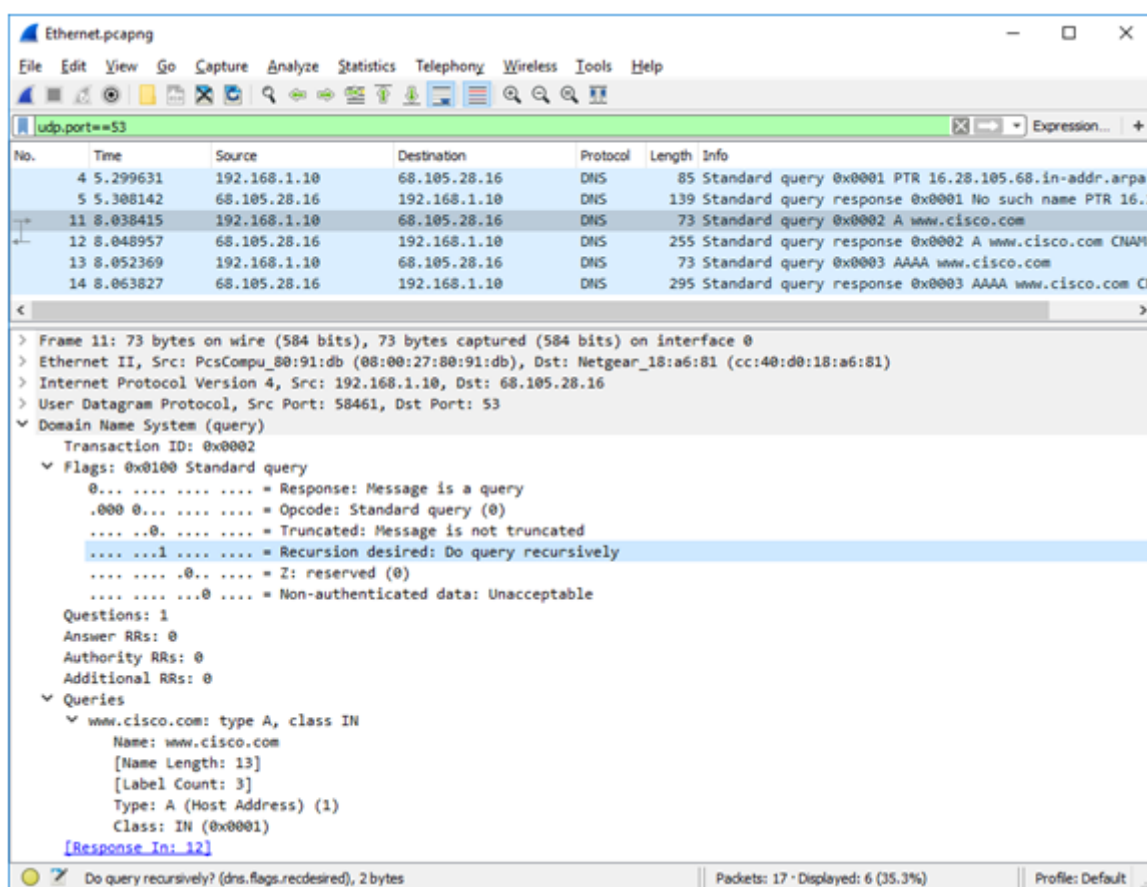 Ethernet.pcapng
File Edit View Go Capture Analyze Statistics Telephony Wireless Tools Help
udp.port==53 Expression... +
No. Time Source Destination Protocol Length Info
4 5.299631 192.168.1.10 68.105.28.16 DNS 85 Standard query 0x0001 PTR 16.28.105.68.in-addr.arpa
5 5.308142 68.105.28.16 192.168.1.10 DNS 139 Standard query response 0x0001 No such name PTR 16.
11 8.038415 192.168.1.10 68.105.28.16 DNS 73 Standard query 0x0002 A www.cisco.com
12 8.048957 68.105.28.16 192.168.1.10 DNS 255 Standard query response 0x0002 A www.cisco.com CNAM
13 8.052369 192.168.1.10 68.105.28.16 DNS 73 Standard query 0x0003 AAAA www.cisco.com
14 8.063827 68.105.28.16 192.168.1.10 DNS 295 Standard query response 0x0003 AAAA www.cisco.com C
Frame 11: 73 bytes on wire (584 bits), 73 bytes captured (584 bits) on interface 0
Ethernet II, Src: PcsCompu_80:91:db (08:00:27:80:91:db), Dst: Netgear_18:a6:81 (cc:40:d0:18:a6:81)
Internet Protocol Version 4, Src: 192.168.1.10, Dst: 68.105.28.16
User Datagram Protocol, Src Port: 58461, Dst Port: 53
Domain Name System (query)
Transaction ID: 0x0002
Flags: 0x0100 Standard query
0... .... .... .... = Response: Message is a query
.000 0... .... .... = Opcode: Standard query (0)
.... ..0. .... .... = Truncated: Message is not truncated
.... ...1 .... .... = Recursion desired: Do query recursively
.... .... .0.. .... = Z: reserved (0)
.... .... ...0 .... = Non-authenticated data: Unacceptable
Questions: 1
Answer RRs: 0
Authority RRs: 0
Additional RRs: 0
Queries
www.cisco.com: type A, class IN
Name: www.cisco.com
[Name Length: 13]
[Label Count: 3]
Type: A (Host Address) (1)
Class: IN (0x0001)
[Response In: 12]
Do query recursively? (dns.flags.recdesired), 2 bytes Packets: 17 · Displayed: 6 (35.3%) Profile: Default